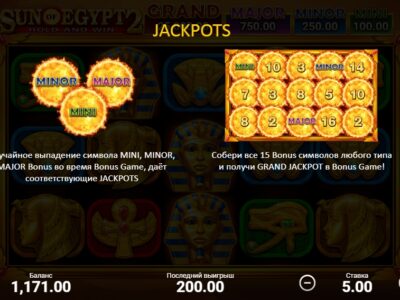 SUN OF EGYPT 2
HOLD AND WIN
GRAND MAJOR MINOR MINI
750.00 250.00 100.00
JACKPOTS
MINOR MAJOR
MINI
MINI 10 3 MINOR 14
7 3 8 5 10
8 2 MAJOR 16 2
учайное выпадение символа MINI, MINOR,
MAJOR Bonus во время Bonus Game, даёт
соответствующие JACKPOTS
Собери все 15 Bonus символов любого типа
и получи GRAND JACKPOT в Bonus Game!
Баланс
1,171.00
Последний выигрыш
200.00
Ставка
5.00